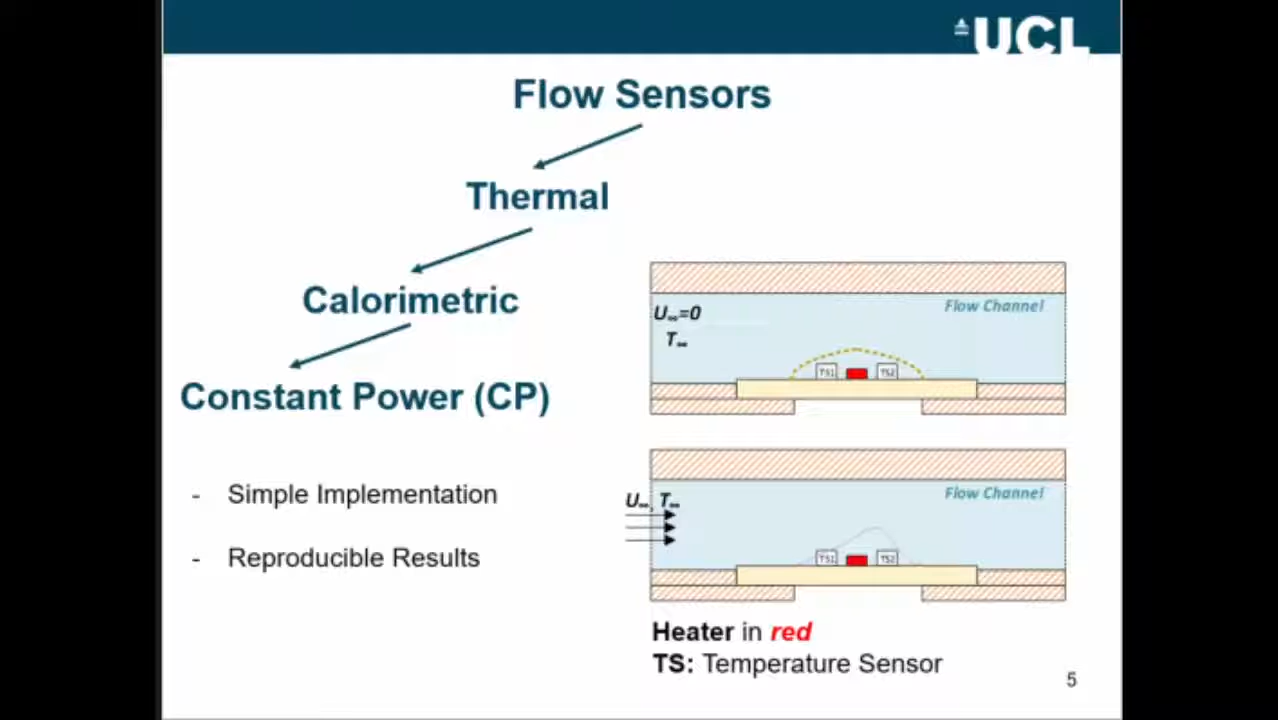 UCL
Flow Sensors
Thermal
Calorimetric
Constant Power (CP)
- Simple Implementation
- Reproducible Results
Flow Channel
U∞=0
T∞
TS1 TS2
Flow Channel
U∞, T∞
TS1 TS2
Heater in red
TS: Temperature Sensor
5